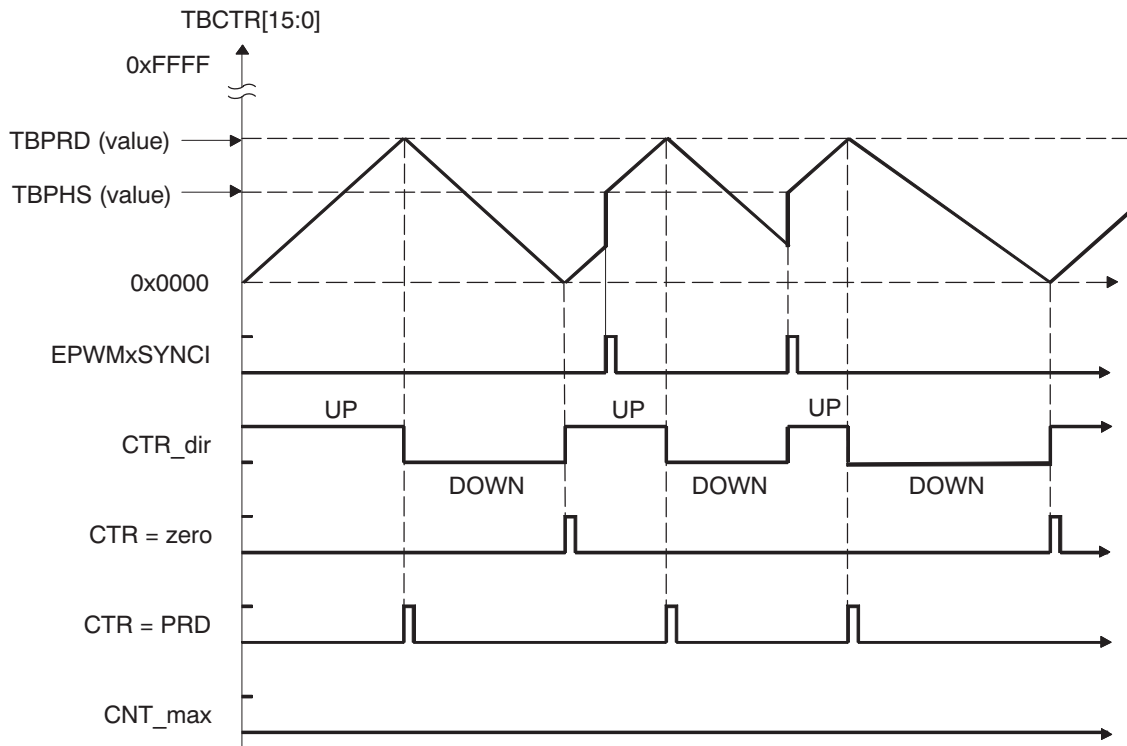 TBCTR[15:0]
0xFFFF
TBPRD (value)
TBPHS (value)
0x0000
EPWMxSYNCI
UP UP UP
CTR_dir
DOWN DOWN DOWN
CTR = zero
CTR = PRD
CNT_max